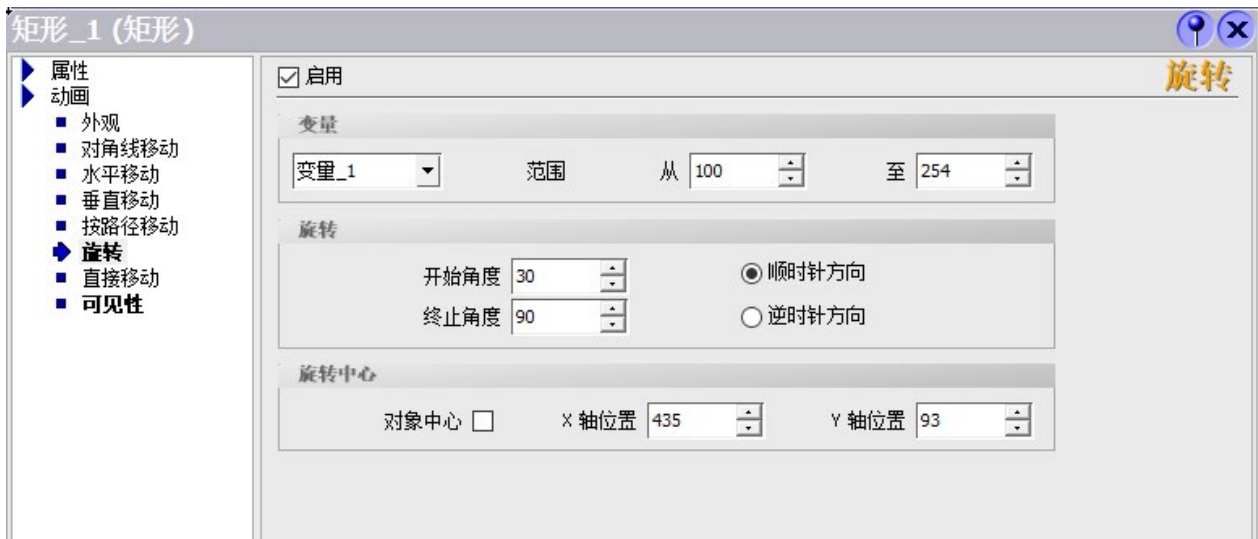 矩形_1 (矩形)
属性
动画
外观
对角线移动
水平移动
垂直移动
按路径移动
旋转
直接移动
可见性
启用
旋转
变量
变量_1 范围 从 100 至 254
旋转
开始角度 30 顺时针方向
终止角度 90 逆时针方向
旋转中心
对象中心 X 轴位置 435 Y 轴位置 93